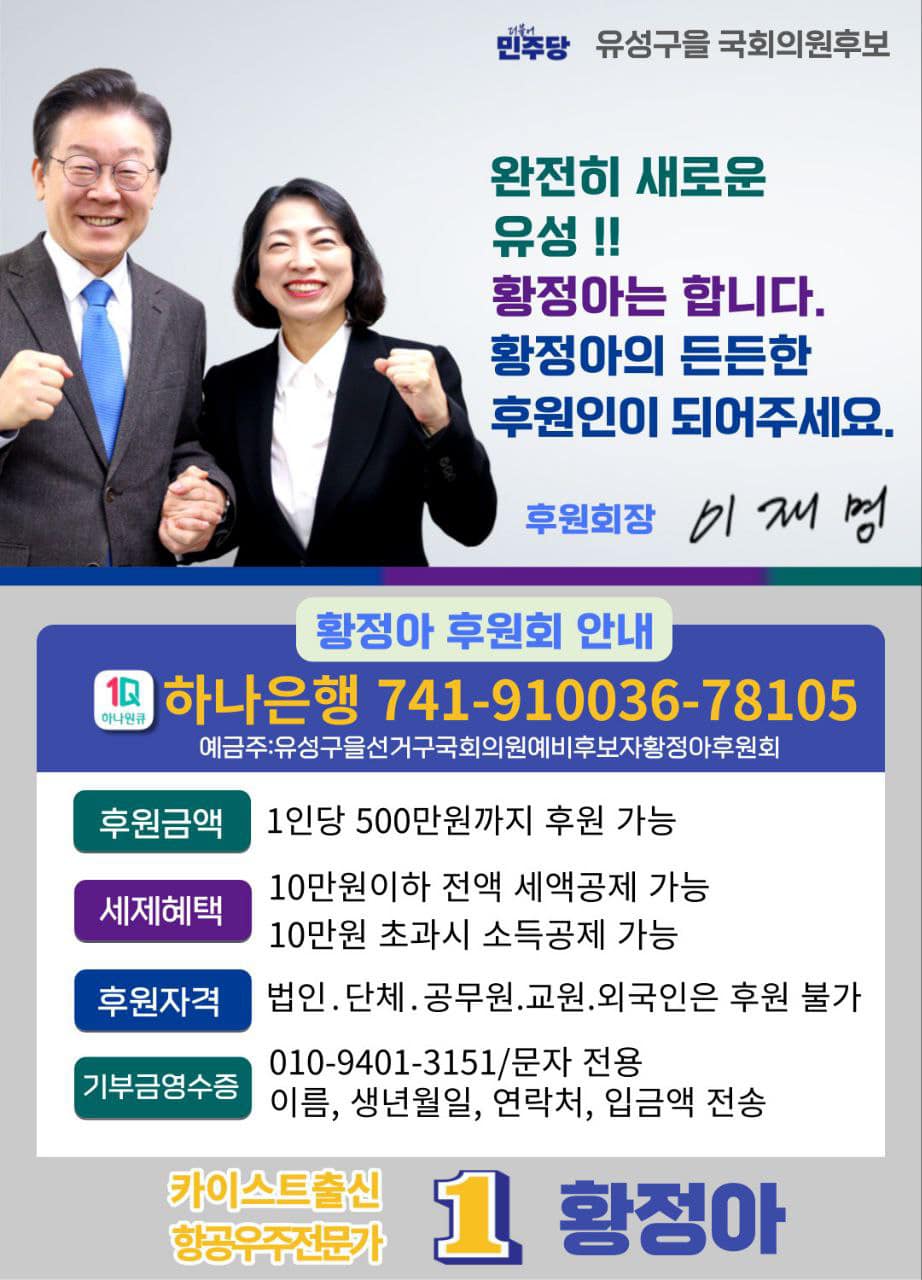 더불어
민주당 유성구을 국회의원후보
완전히 새로운
유성 !!
황정아는 합니다.
황정아의 든든한
후원인이 되어주세요.
후원회장 이재명
황정아 후원회 안내
1Q
하나원큐
하나은행 741-910036-78105
예금주:유성구을선거구국회의원예비후보자황정아후원회
후원금액 1인당 500만원까지 후원 가능
세제혜택 10만원이하 전액 세액공제 가능
10만원 초과시 소득공제 가능
후원자격 법인.단체.공무원.교원.외국인은 후원 불가
기부금영수증 010-9401-3151/문자 전용
이름, 생년월일, 연락처, 입금액 전송
카이스트출신
항공우주전문가
1 황정아